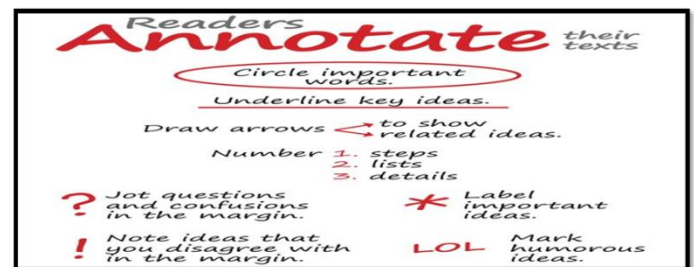 Readers
Annotate their
texts
Circle important
words.
Underline key ideas.
Draw arrows to show
related ideas.
Number 1. steps
2. lists
3. details
? Jot questions
and confusions
in the margin.
* Label
important
ideas.
! Note ideas that
you disagree with
in the margin.
LOL Mark
humorous
ideas.